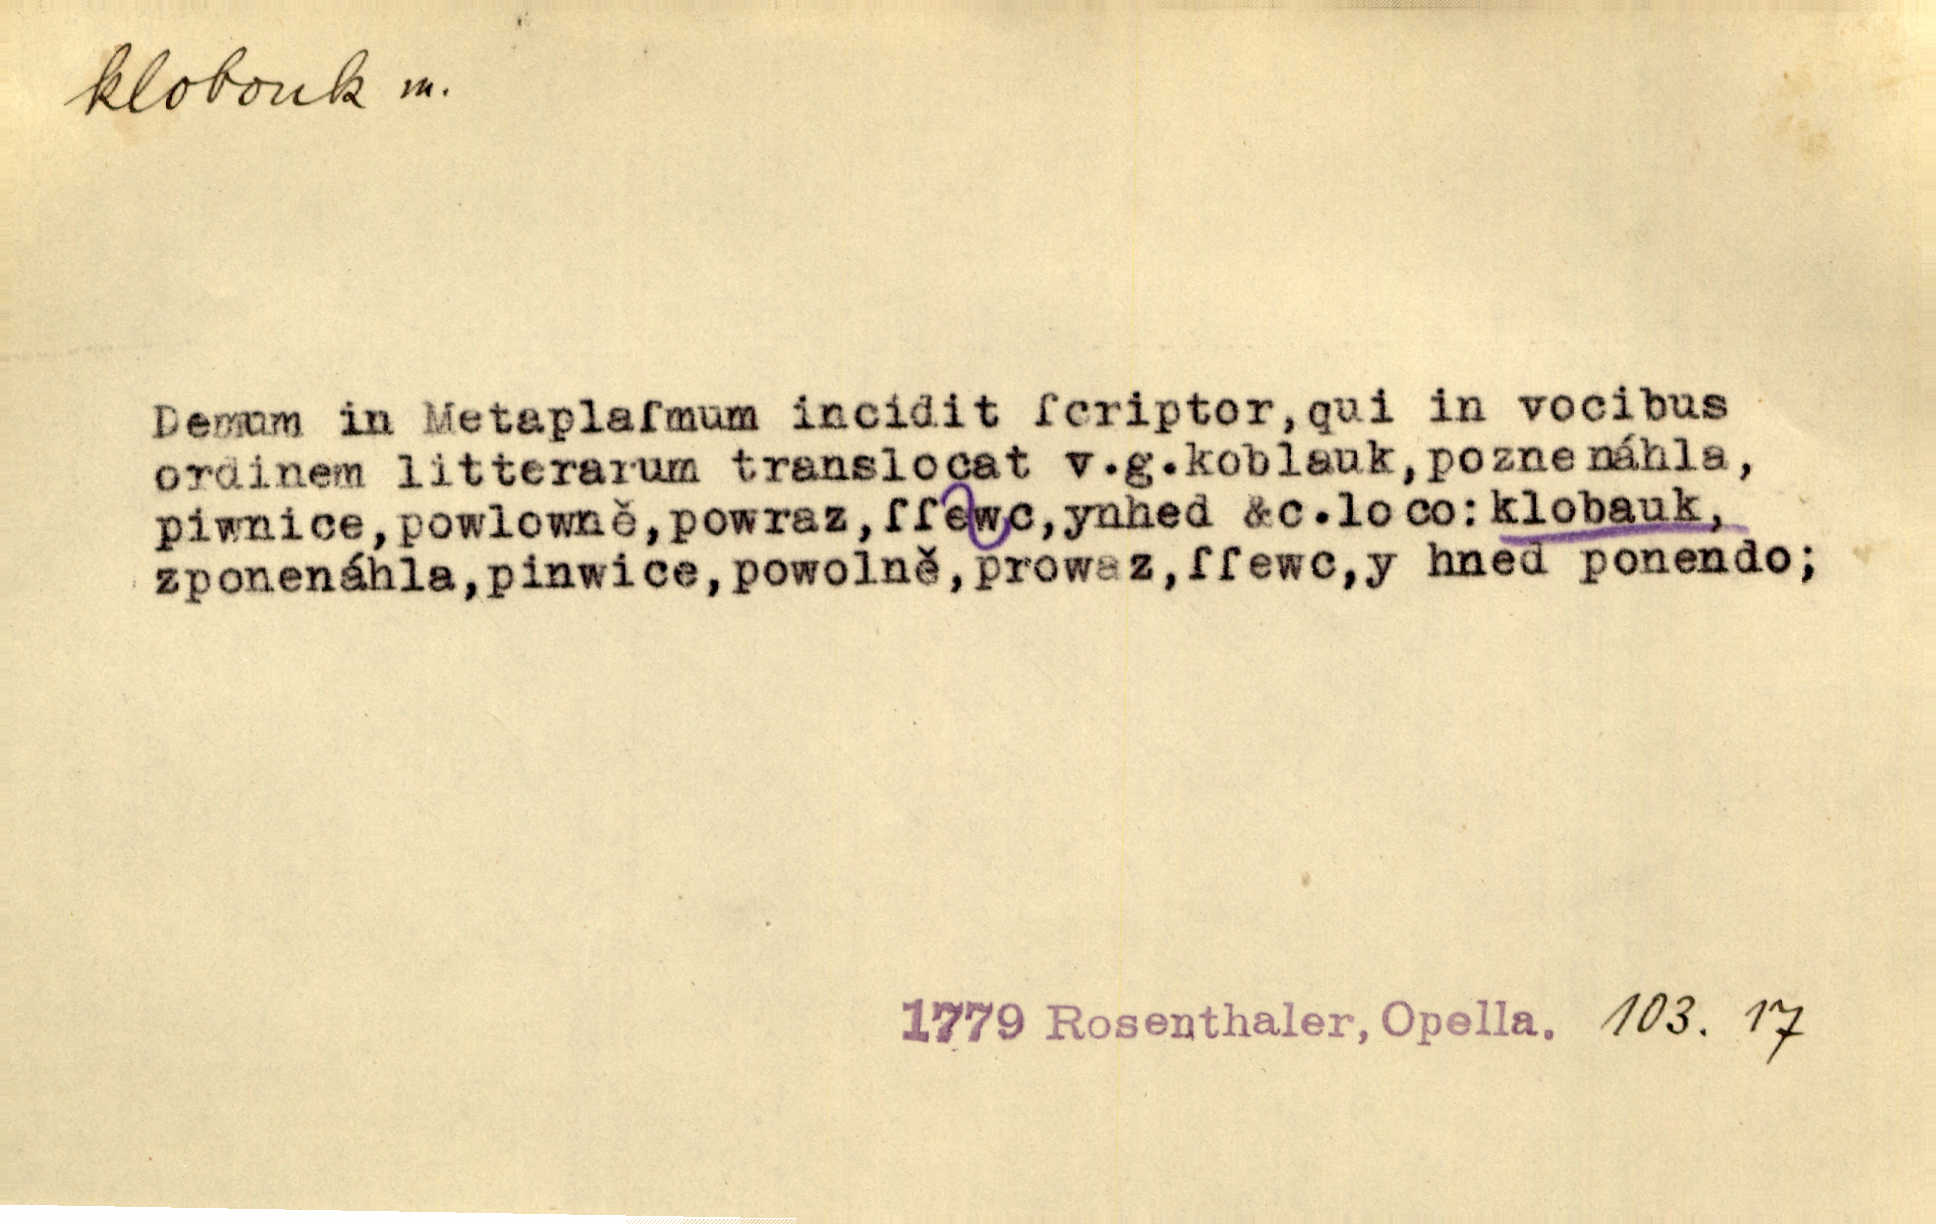 klobouk m.
Demum in Metaplaſmum incidit ſcriptor,qui in vocibus
ordinem litterarum translocat v.g.koblauk,poznenáhla,
piwnice,powlowně,powraz,ſſewc,ynhed &c.loco:klobauk,
zponenáhla,pinwice,powolně,prowaz,ſſewc,y hned ponendo;
1779 Rosenthaler, Opella. 103. 17